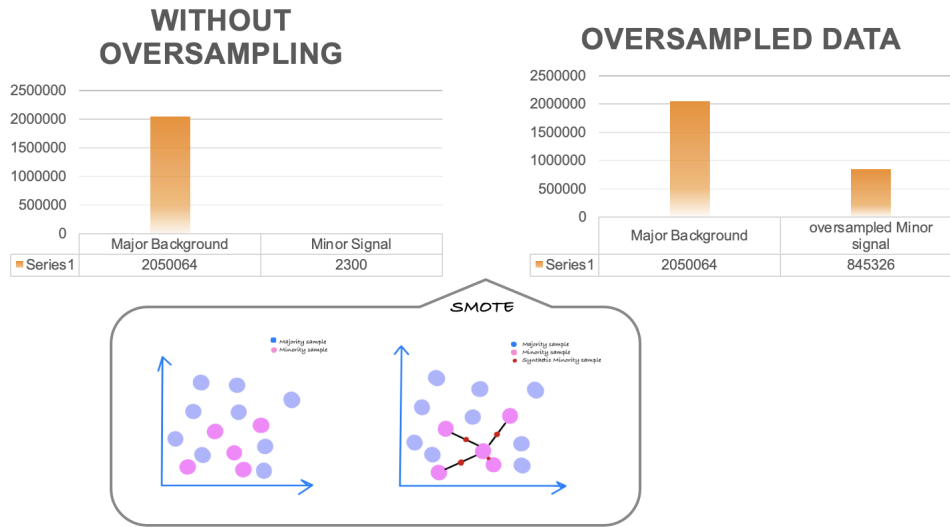 WITHOUT
OVERSAMPLING
2500000
2000000
1500000
1000000
500000
0
Major Background
Minor Signal
Series1
2050064
2300
OVERSAMPLED DATA
2500000
2000000
1500000
1000000
500000
0
Major Background
oversampled Minor
signal
Series1
2050064
845326
SMOTE
Majority sample
Minority sample
Majority sample
Minority sample
Synthetic Minority sample